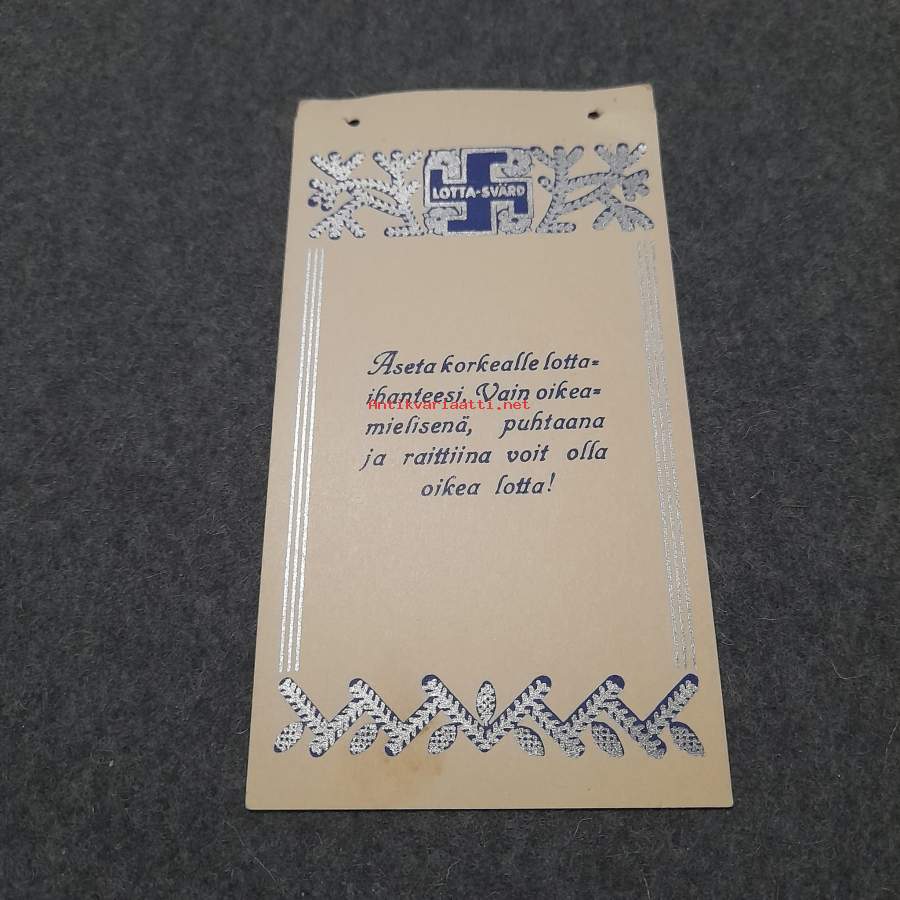 LOTTA-SVÄRD
Aseta korkealle lotta=
ihanteesi. Vain oikea=
Antikvariaatti.net
mielisenä, puhtaana
ja raittiina voit olla
oikea lotta!